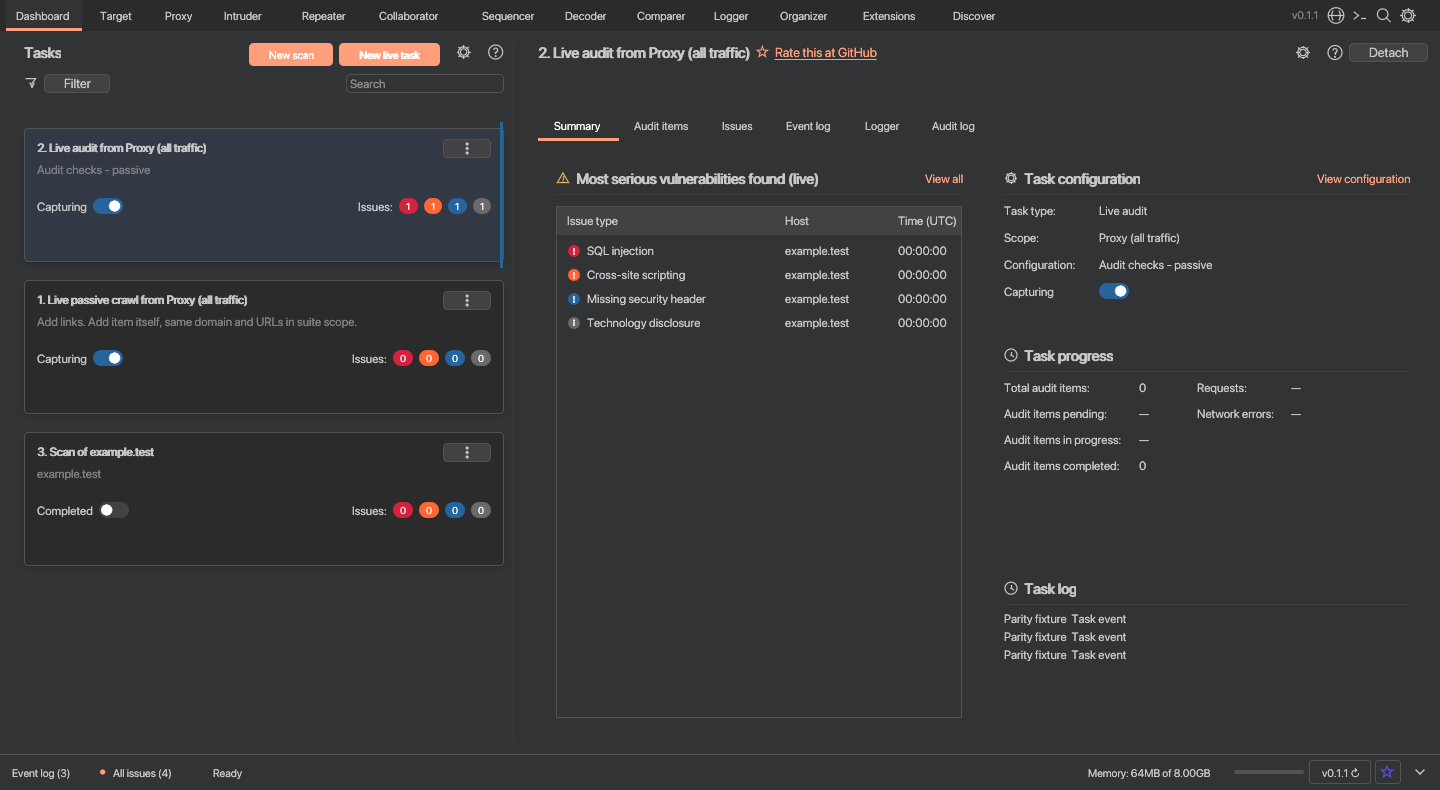 Dashboard Target Proxy Intruder Repeater Collaborator Sequencer Decoder Comparer Logger Organizer Extensions Discover v0.1.1
Tasks New scan New live task
Filter Search
2. Live audit from Proxy (all traffic)
Audit checks - passive
Capturing Issues: 1 1 1 1
1. Live passive crawl from Proxy (all traffic)
Add links. Add item itself, same domain and URLs in suite scope.
Capturing Issues: 0 0 0 0
3. Scan of example.test
example.test
Completed Issues: 0 0 0 0
2. Live audit from Proxy (all traffic) Rate this at GitHub Detach
Summary Audit items Issues Event log Logger Audit log
Most serious vulnerabilities found (live) View all
Issue type Host Time (UTC)
SQL injection example.test 00:00:00
Cross-site scripting example.test 00:00:00
Missing security header example.test 00:00:00
Technology disclosure example.test 00:00:00
Task configuration View configuration
Task type: Live audit
Scope: Proxy (all traffic)
Configuration: Audit checks - passive
Capturing
Task progress
Total audit items: 0 Requests: —
Audit items pending: — Network errors: —
Audit items in progress: —
Audit items completed: 0
Task log
Parity fixture Task event
Parity fixture Task event
Parity fixture Task event
Event log (3) All issues (4) Ready Memory: 64MB of 8.00GB v0.1.1